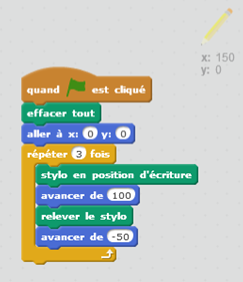 x: 150
y: 0
quand est cliqué
effacer tout
aller à x: 0 y: 0
répéter 3 fois
stylo en position d'écriture
avancer de 100
relever le stylo
avancer de -50